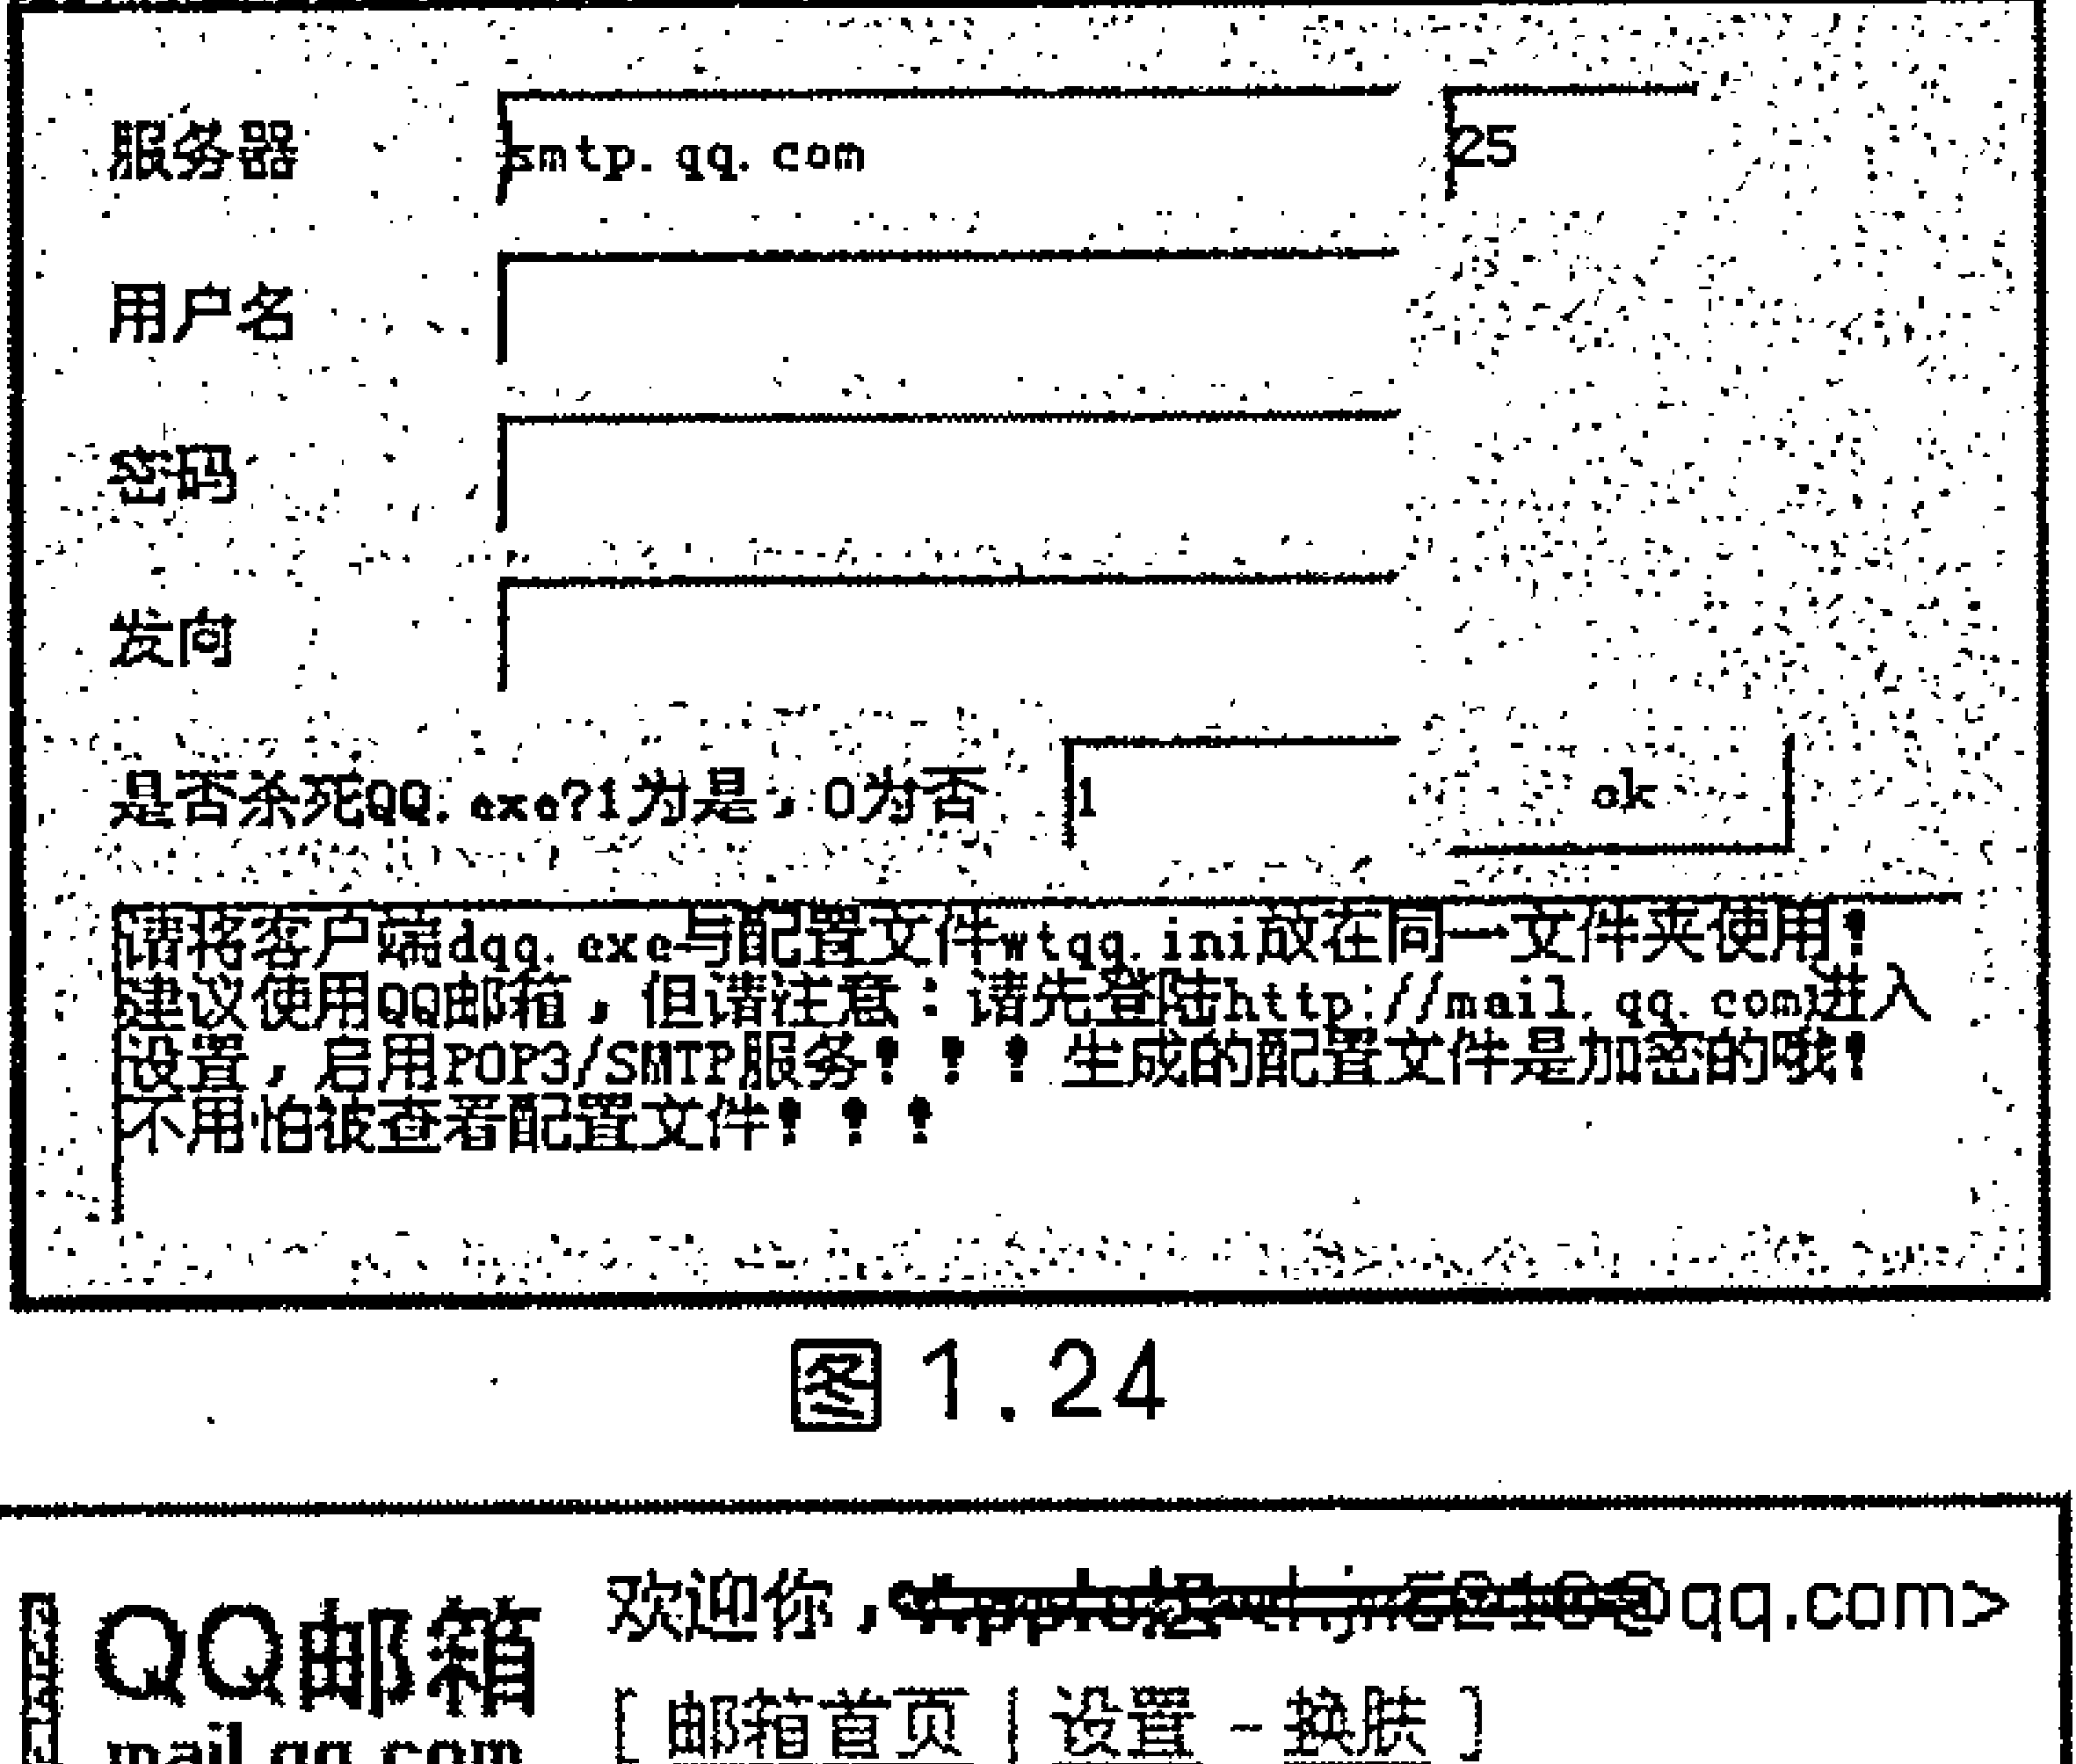 服务器 smtp.qq.com 25
用户名
密码
发向
是否杀死QQ.exe?1为是，0为否 1 ok
请将客户端dqq.exe与配置文件wtqq.ini放在同一文件夹使用！
建议使用QQ邮箱，但请注意：请先登陆http://mail.qq.com进入
设置，启用POP3/SMTP服务！！！生成的配置文件是加密的哦！
不用怕被查看配置文件！！！
图1.24
QQ邮箱
mail.qq.com
欢迎你，@qq.com>
[邮箱首页 | 设置 - 换肤]